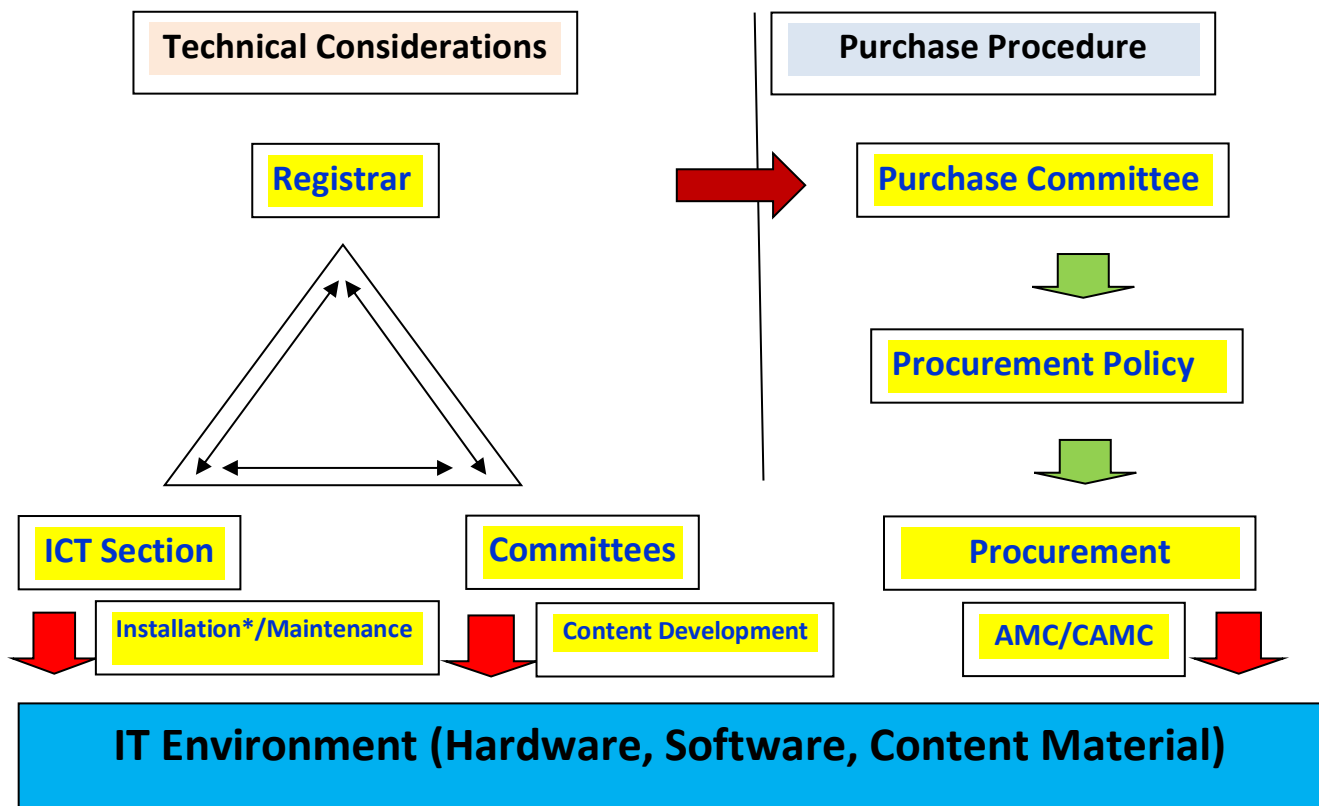 Technical Considerations
Purchase Procedure
Registrar
Purchase Committee
Procurement Policy
ICT Section
Committees
Procurement
Installation*/Maintenance
Content Development
AMC/CAMC
IT Environment (Hardware, Software, Content Material)